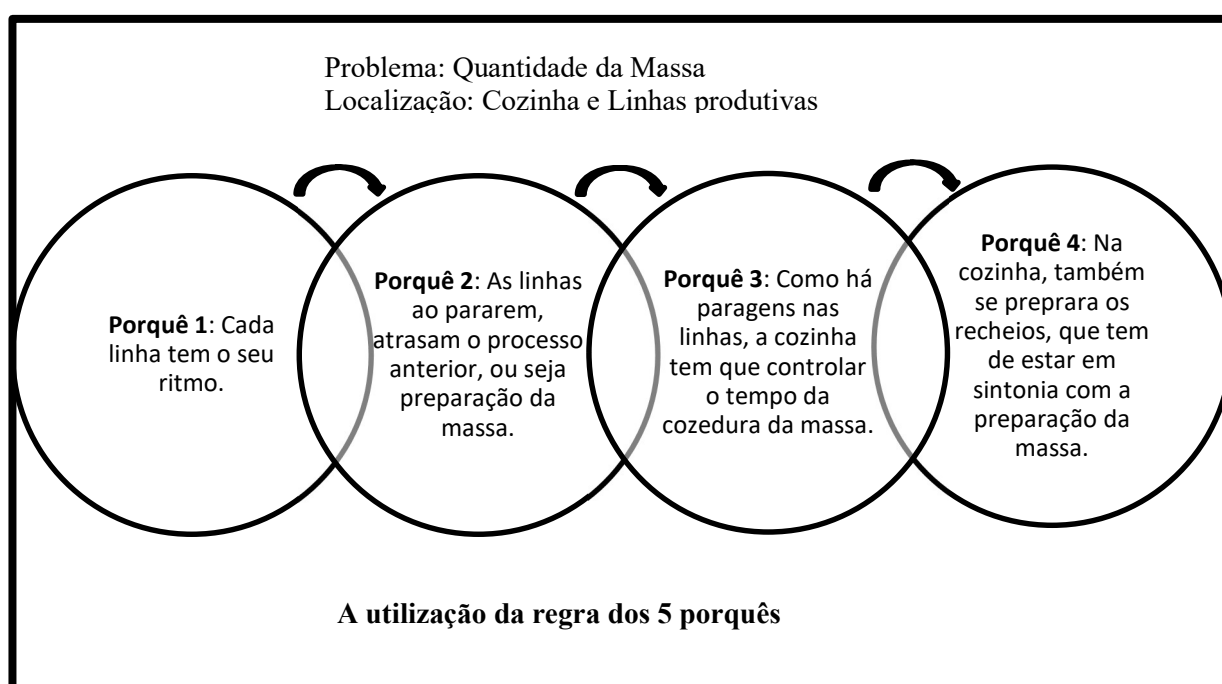 Problema: Quantidade da Massa
Localização: Cozinha e Linhas produtivas
Porquê 1: Cada
linha tem o seu
ritmo.
Porquê 2: As linhas
ao pararem,
atrasam o processo
anterior, ou seja
preparação da
massa.
Porquê 3: Como há
paragens nas
linhas, a cozinha
tem que controlar
o tempo da
cozedura da massa.
Porquê 4: Na
cozinha, também
se preprara os
recheios, que tem
de estar em
sintonia com a
preparação da
massa.
A utilização da regra dos 5 porquês